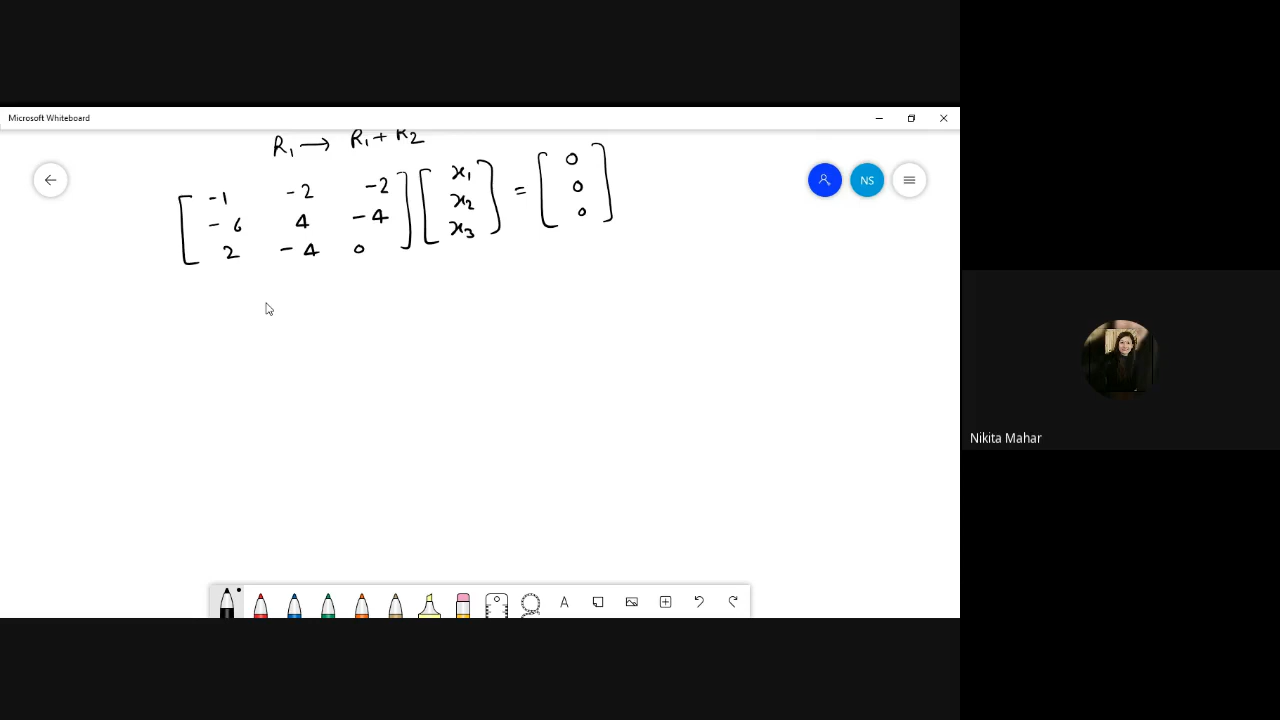 Microsoft Whiteboard
R₁ → R₁ + R₂
[ -1 -2 -2 ] [ x₁ ] = [ 0 ]
[ -6 4 -4 ] [ x₂ ] [ 0 ]
[ 2 -4 0 ] [ x₃ ] [ 0 ]
NS
Nikita Mahar
A